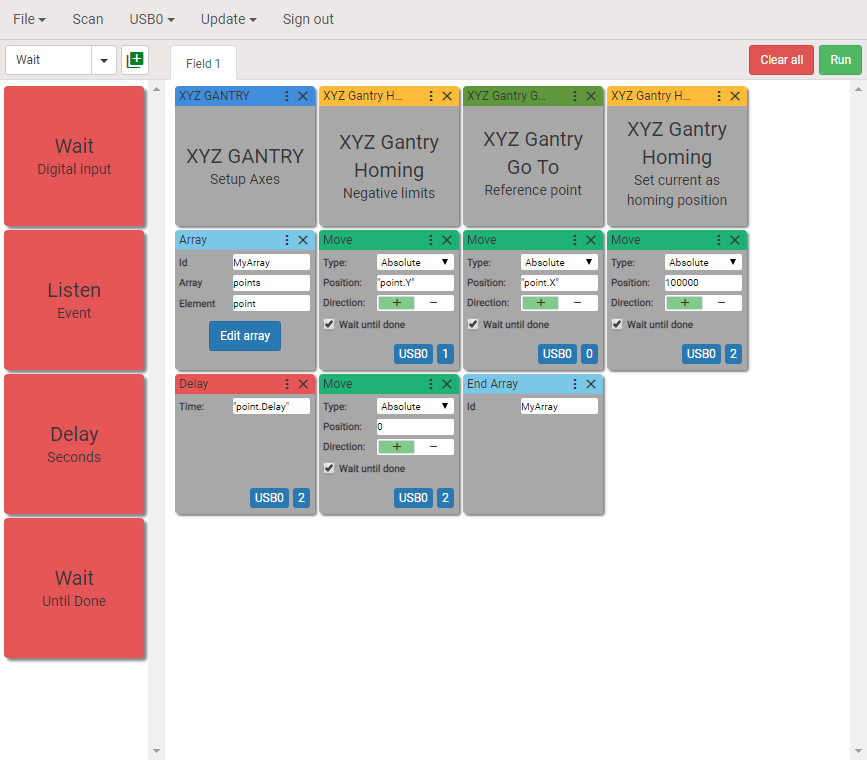 File Scan USB0 Update Sign out
Wait Field 1 Clear all Run
Wait
Digital input
Listen
Event
Delay
Seconds
Wait
Until Done
XYZ GANTRY
XYZ GANTRY
Setup Axes
XYZ Gantry H...
XYZ Gantry
Homing
Negative limits
XYZ Gantry G...
XYZ Gantry
Go To
Reference point
XYZ Gantry H...
XYZ Gantry
Homing
Set current as
homing position
Array
Id MyArray
Array points
Element point
Edit array
Move
Type: Absolute
Position: "point.Y"
Direction: + −
Wait until done
USB0 1
Move
Type: Absolute
Position: "point.X"
Direction: + −
Wait until done
USB0 0
Move
Type: Absolute
Position: 100000
Direction: + −
Wait until done
USB0 2
Delay
Time: "point.Delay"
USB0 2
Move
Type: Absolute
Position: 0
Direction: + −
Wait until done
USB0 2
End Array
Id MyArray